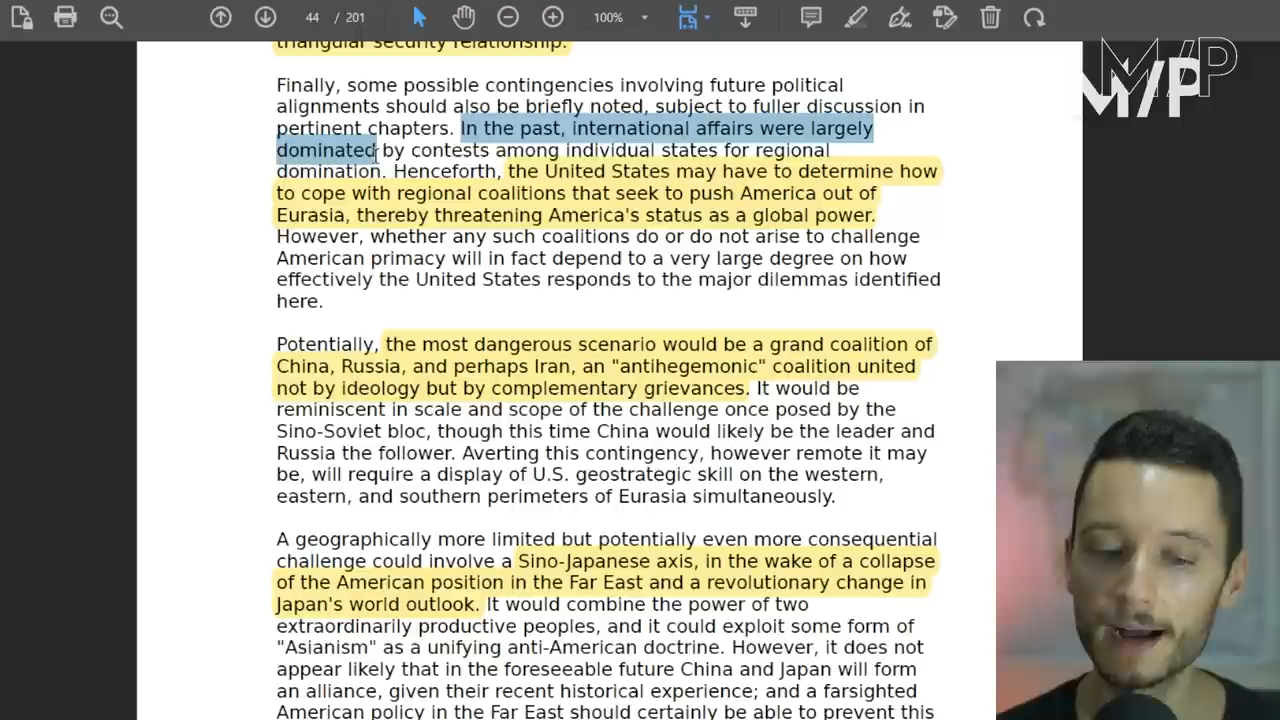 44 / 201
100%
M/P
M/P
triangular security relationship.
Finally, some possible contingencies involving future political
alignments should also be briefly noted, subject to fuller discussion in
pertinent chapters. In the past, international affairs were largely
dominated by contests among individual states for regional
domination. Henceforth, the United States may have to determine how
to cope with regional coalitions that seek to push America out of
Eurasia, thereby threatening America's status as a global power.
However, whether any such coalitions do or do not arise to challenge
American primacy will in fact depend to a very large degree on how
effectively the United States responds to the major dilemmas identified
here.
Potentially, the most dangerous scenario would be a grand coalition of
China, Russia, and perhaps Iran, an "antihegemonic" coalition united
not by ideology but by complementary grievances. It would be
reminiscent in scale and scope of the challenge once posed by the
Sino-Soviet bloc, though this time China would likely be the leader and
Russia the follower. Averting this contingency, however remote it may
be, will require a display of U.S. geostrategic skill on the western,
eastern, and southern perimeters of Eurasia simultaneously.
A geographically more limited but potentially even more consequential
challenge could involve a Sino-Japanese axis, in the wake of a collapse
of the American position in the Far East and a revolutionary change in
Japan's world outlook. It would combine the power of two
extraordinarily productive peoples, and it could exploit some form of
"Asianism" as a unifying anti-American doctrine. However, it does not
appear likely that in the foreseeable future China and Japan will form
an alliance, given their recent historical experience; and a farsighted
American policy in the Far East should certainly be able to prevent this